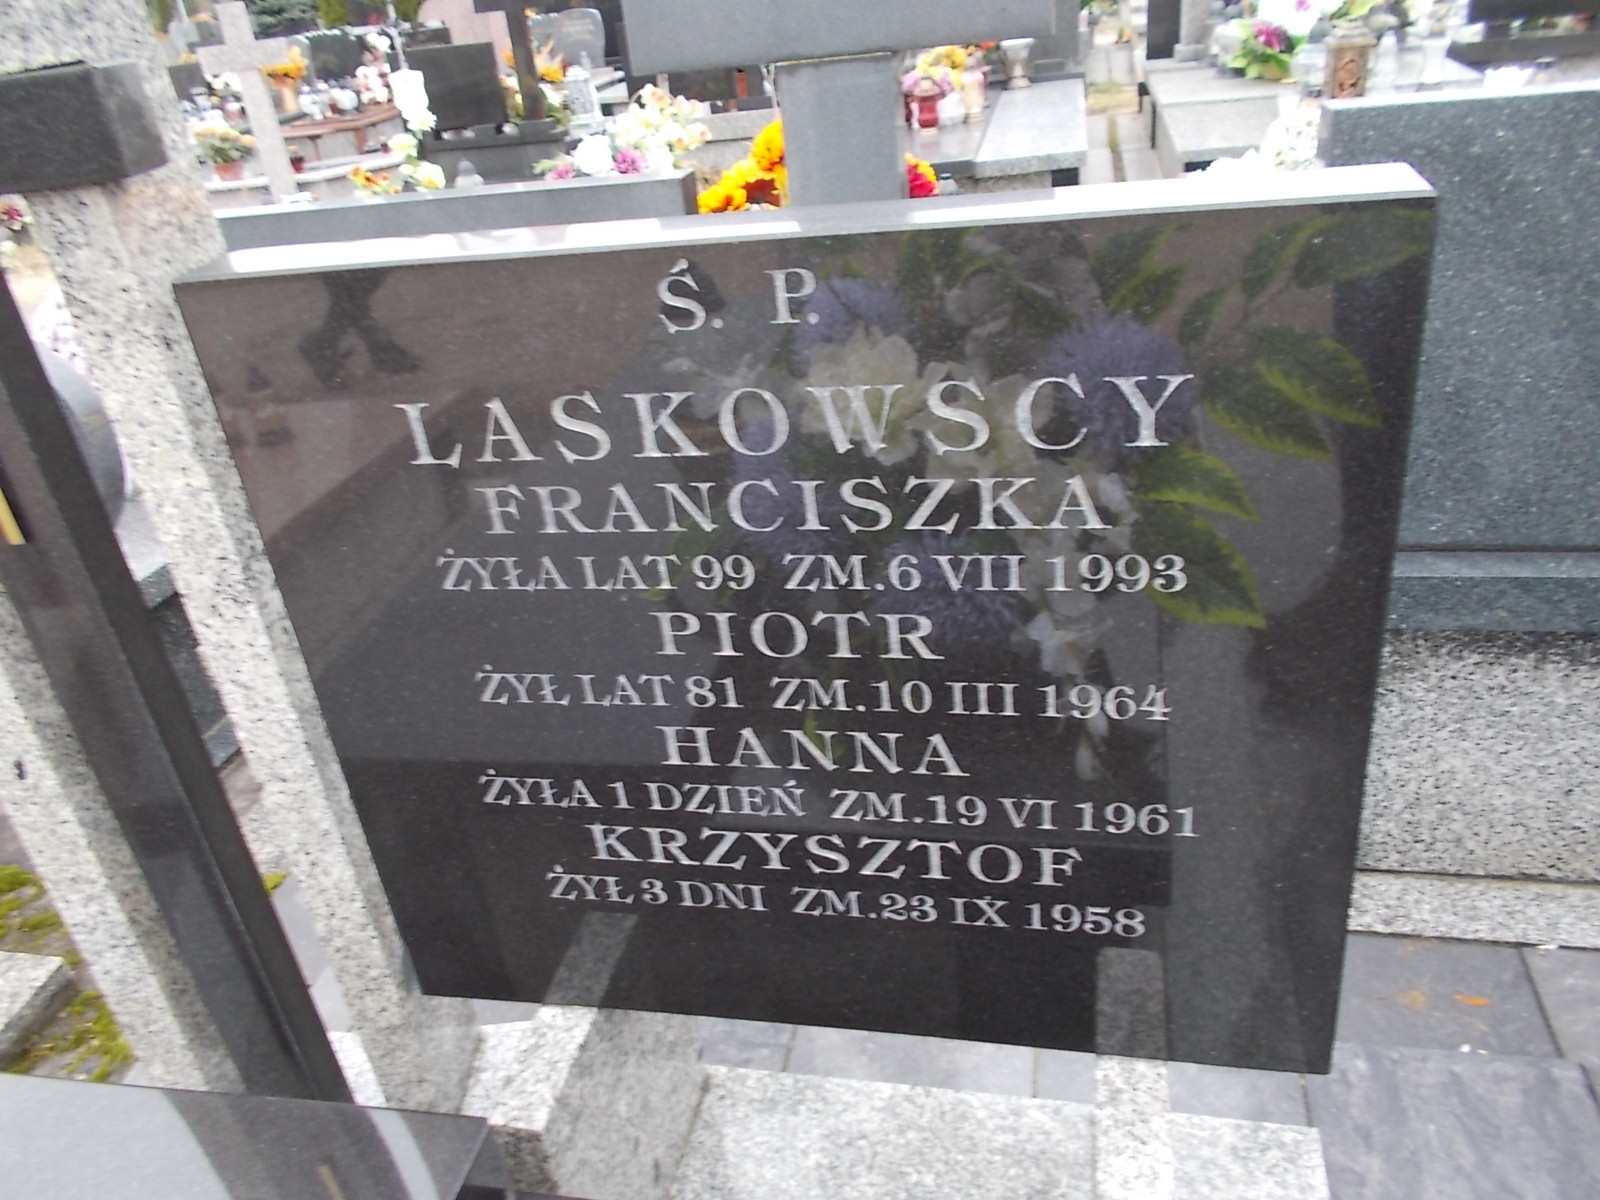 Ś. P.
LASKOWSCY
FRANCISZKA
ŻYŁA LAT 99 ZM.6 VII 1993
PIOTR
ŻYŁ LAT 81 ZM.10 III 1964
HANNA
ŻYŁA 1 DZIEŃ ZM.19 VI 1961
KRZYSZTOF
ŻYŁ 3 DNI ZM.23 IX 1958